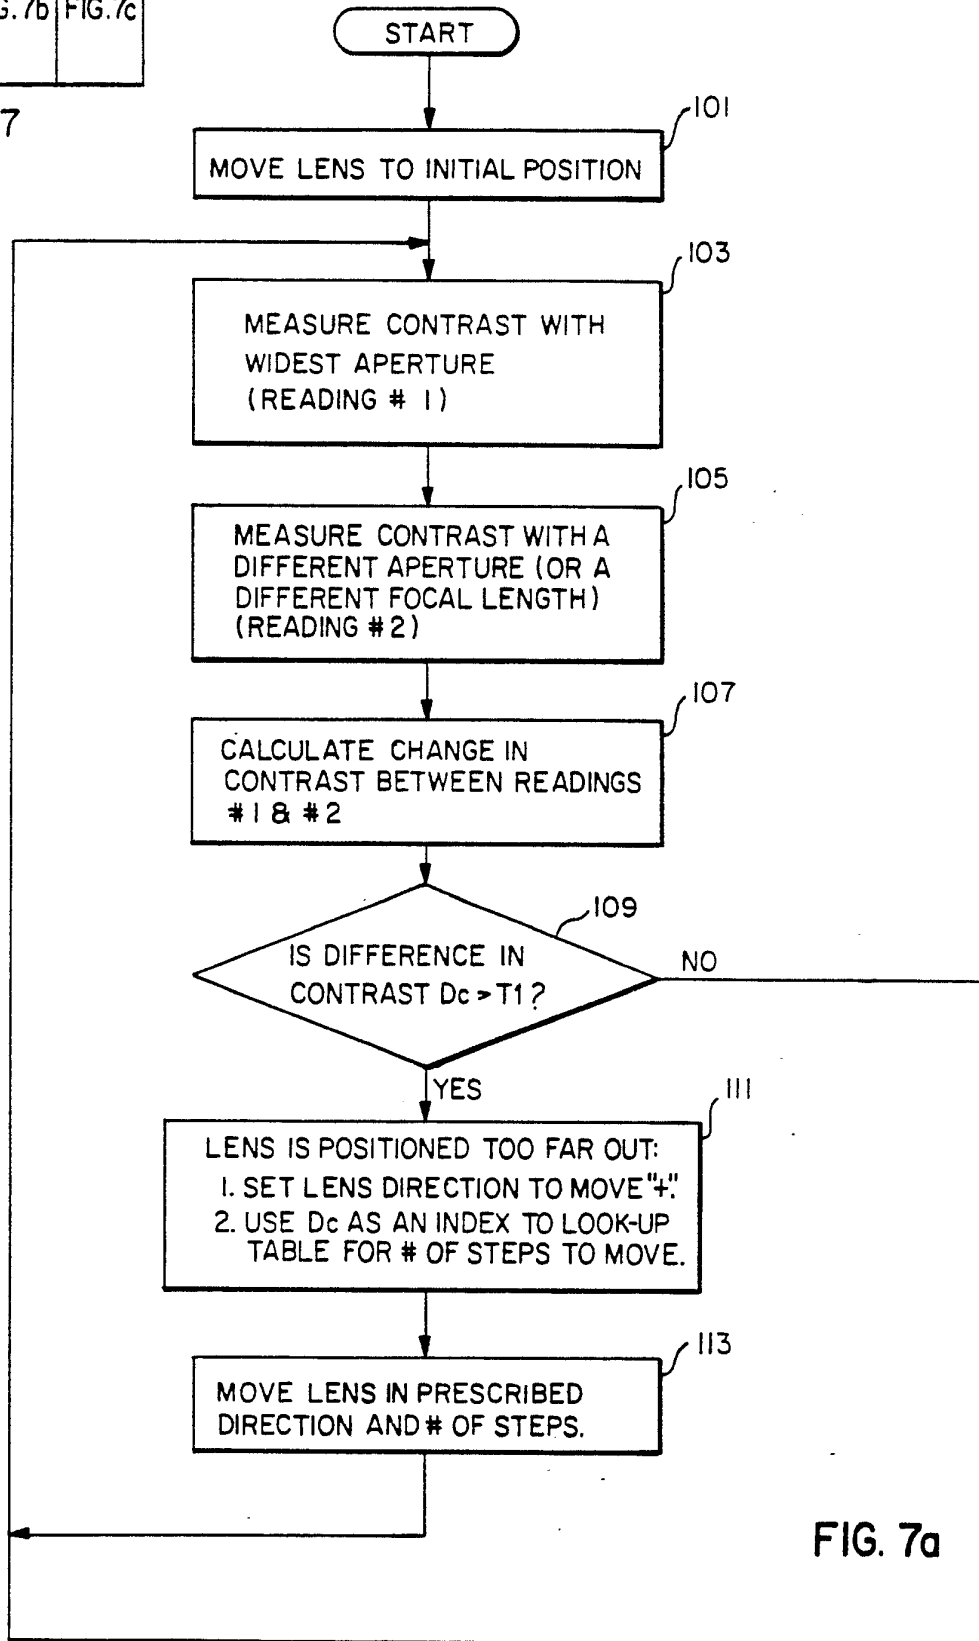 G.7b FIG.7c
7
START
101
MOVE LENS TO INITIAL POSITION
103
MEASURE CONTRAST WITH
WIDEST APERTURE
(READING # 1)
105
MEASURE CONTRAST WITH A
DIFFERENT APERTURE (OR A
DIFFERENT FOCAL LENGTH)
(READING #2)
107
CALCULATE CHANGE IN
CONTRAST BETWEEN READINGS
#1 & #2
109
IS DIFFERENCE IN
CONTRAST Dc > T1?
NO
YES
111
LENS IS POSITIONED TOO FAR OUT:
1. SET LENS DIRECTION TO MOVE "+".
2. USE Dc AS AN INDEX TO LOOK-UP
TABLE FOR # OF STEPS TO MOVE.
113
MOVE LENS IN PRESCRIBED
DIRECTION AND # OF STEPS.
FIG. 7a